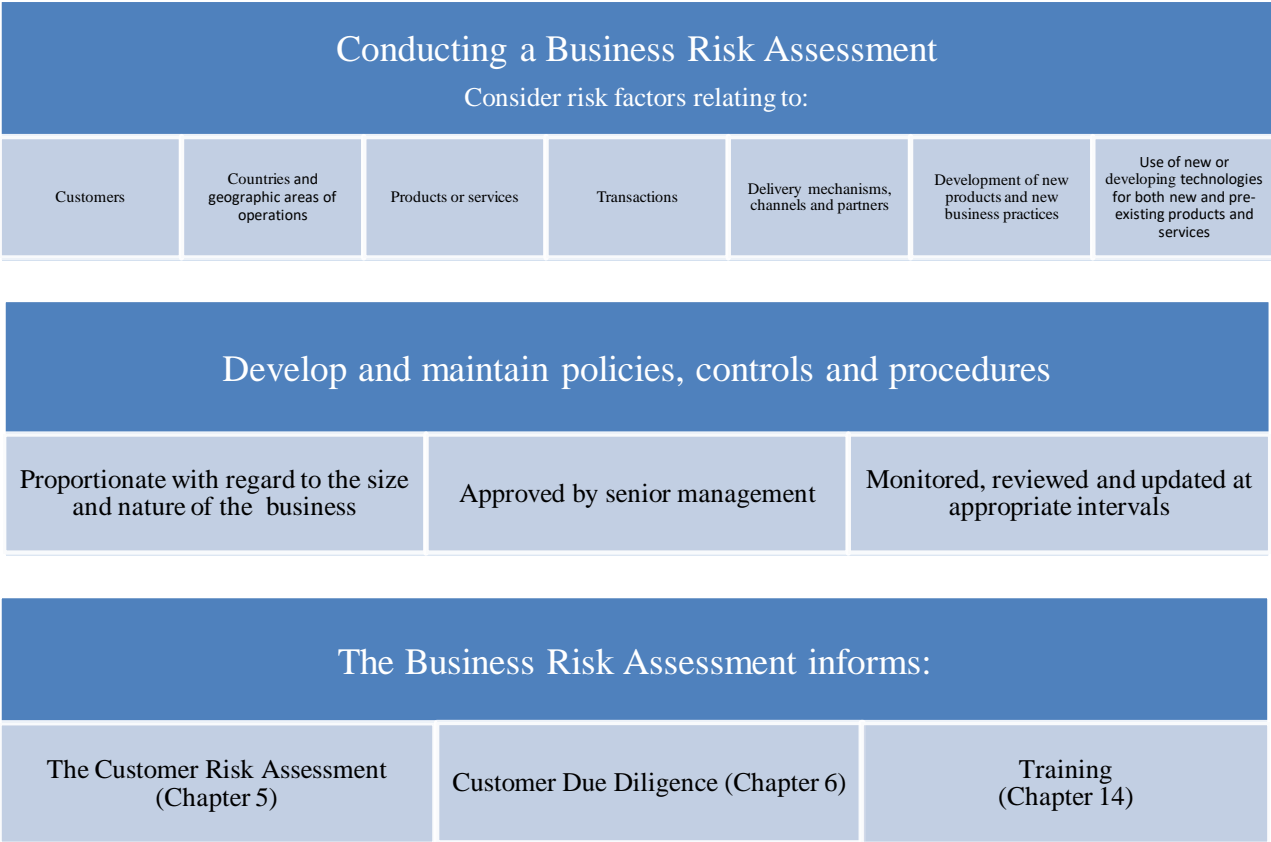 Conducting a Business Risk Assessment
Consider risk factors relating to:
Customers
Countries and
geographic areas of
operations
Products or services
Transactions
Delivery mechanisms,
channels and partners
Development of new
products and new
business practices
Use of new or
developing technologies
for both new and pre-
existing products and
services
Develop and maintain policies, controls and procedures
Proportionate with regard to the size
and nature of the business
Approved by senior management
Monitored, reviewed and updated at
appropriate intervals
The Business Risk Assessment informs:
The Customer Risk Assessment
(Chapter 5)
Customer Due Diligence (Chapter 6)
Training
(Chapter 14)